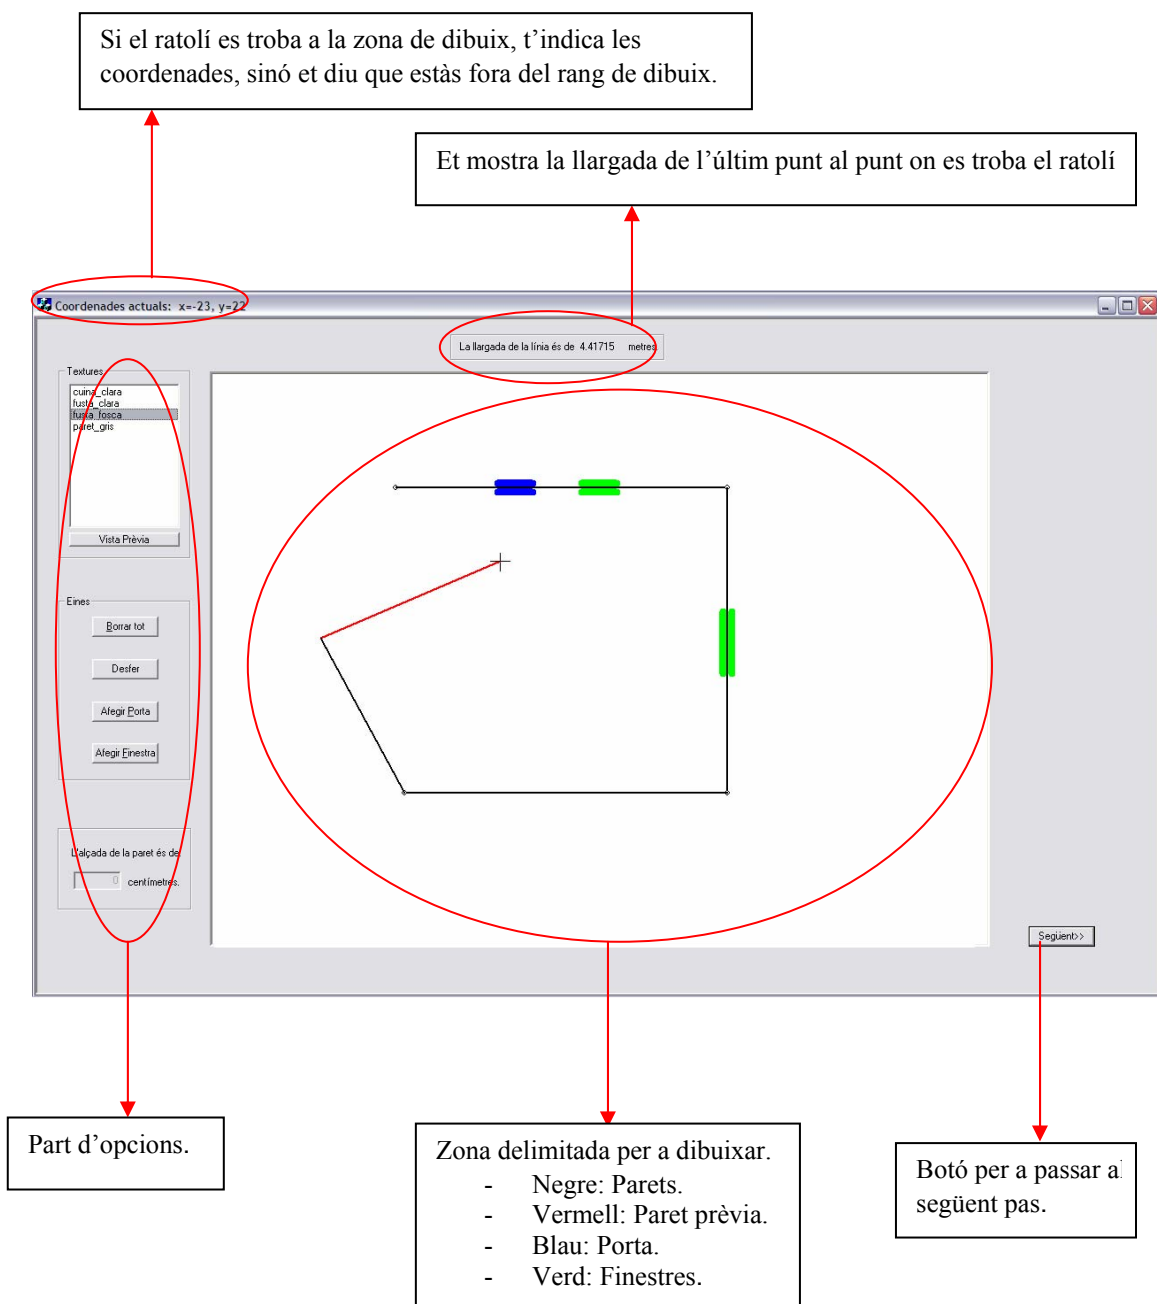 Si el ratolí es troba a la zona de dibuix, t’indica les
coordenades, sinó et diu que estàs fora del rang de dibuix.
Et mostra la llargada de l’últim punt al punt on es troba el ratolí
Coordenades actuals: x=-23, y=22
La llargada de la línia és de 4.41715 metres
Textures
cuina_clara
fusta_clara
fusta_fosca
paret_gris
Vista Prèvia
Eines
Borrar tot
Desfer
Afegir Porta
Afegir Finestra
L'alçada de la paret és de
0 centímetres.
Següent>>
Part d’opcions.
Zona delimitada per a dibuixar.
- Negre: Parets.
- Vermell: Paret prèvia.
- Blau: Porta.
- Verd: Finestres.
Botó per a passar al
següent pas.